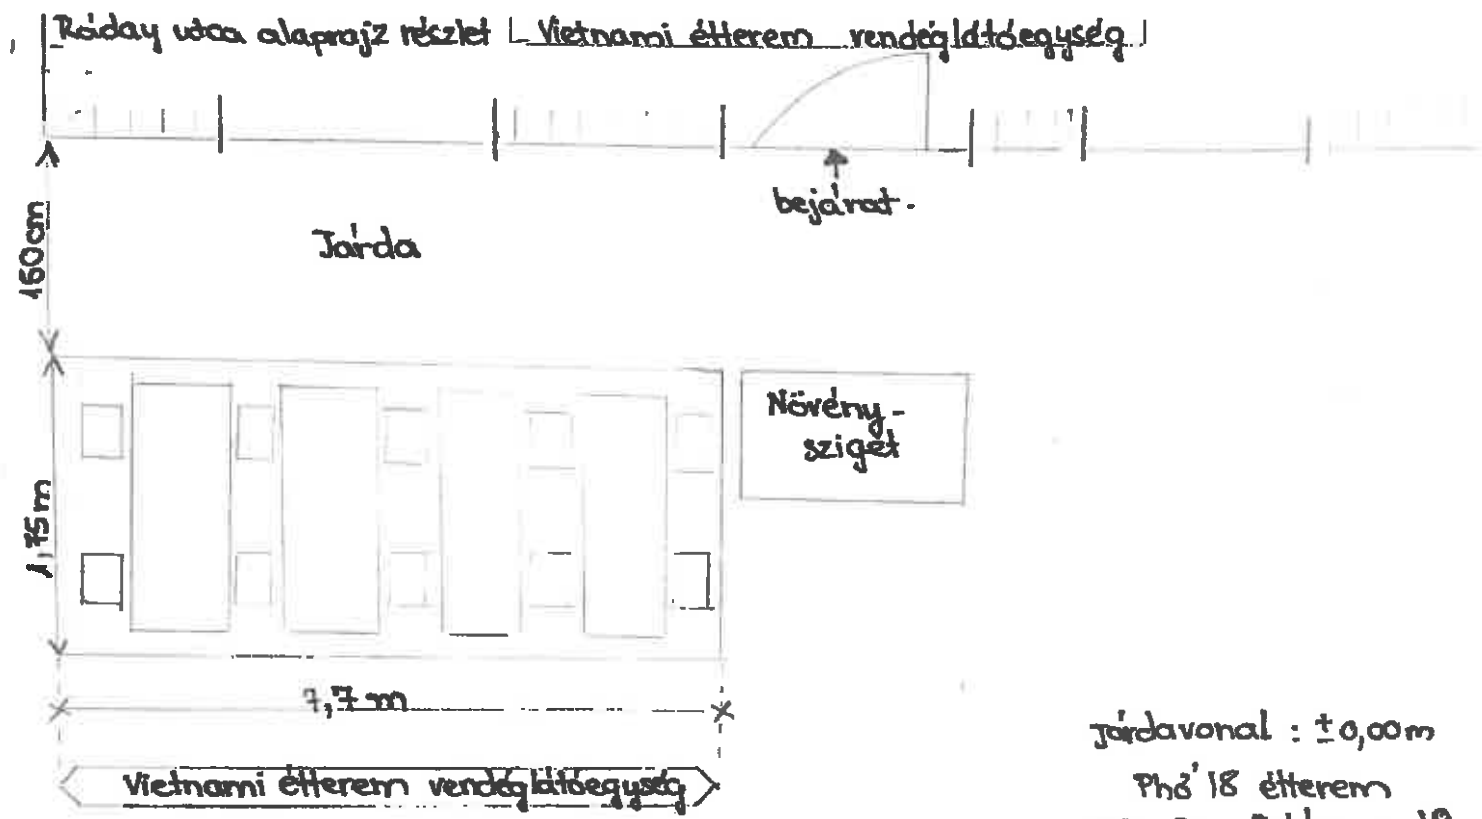 Ráday utca alaprajz részlet Vietnami étterem vendéglátóegység
bejárat.
160cm
Járda
Növény-
sziget
1,75m
7,7 m
Vietnami étterem vendéglátóegység
Járdavonal : ±0,00m
Phở 18 étterem